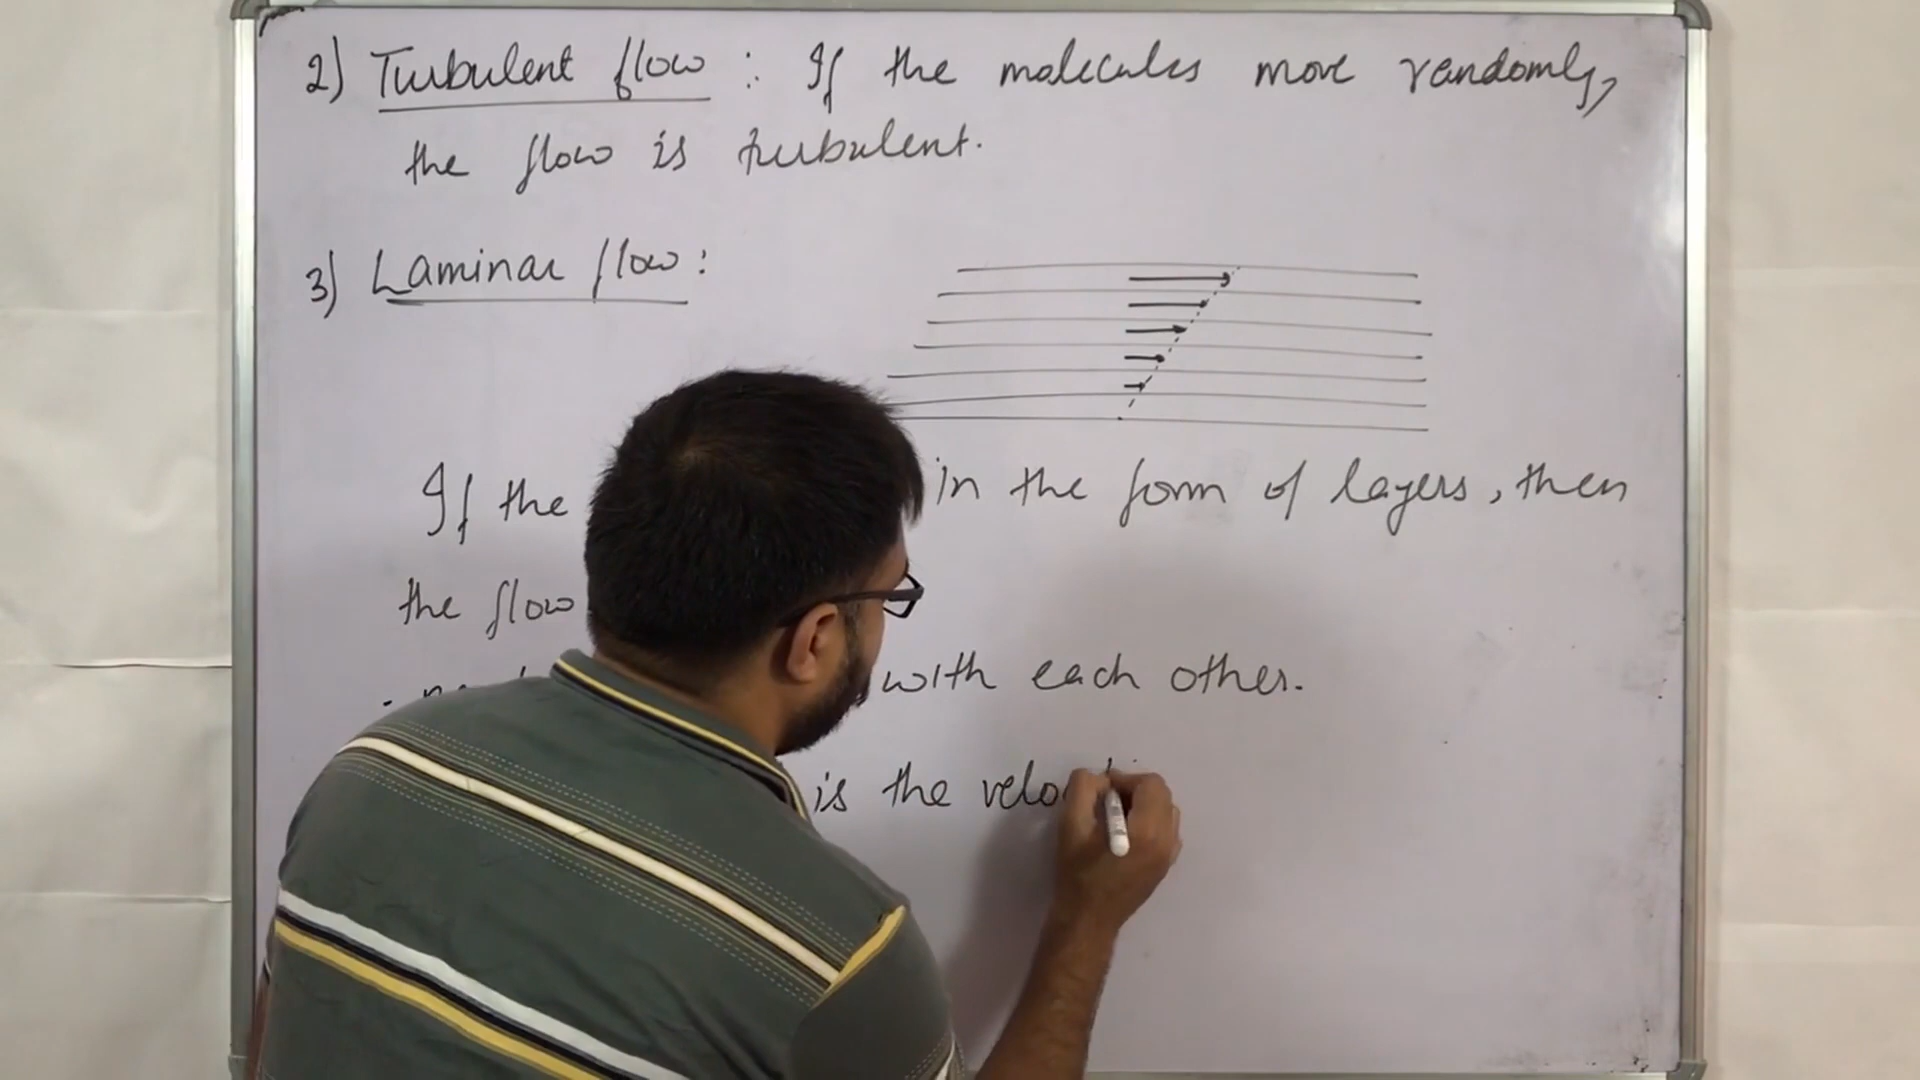 2) Turbulent flow : If the molecules move randomly,
the flow is turbulent.
3) Laminar flow :
If the in the form of layers, then
the flow
with each other.
is the